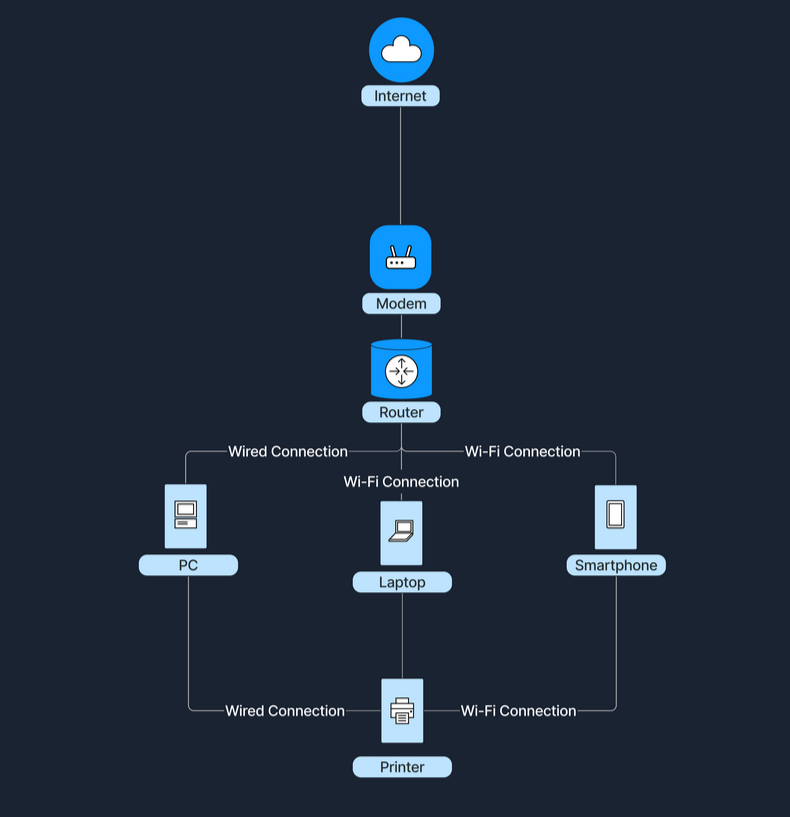 Internet
Modem
Router
Wired Connection
Wi-Fi Connection
Wi-Fi Connection
PC
Laptop
Smartphone
Wired Connection
Wi-Fi Connection
Printer